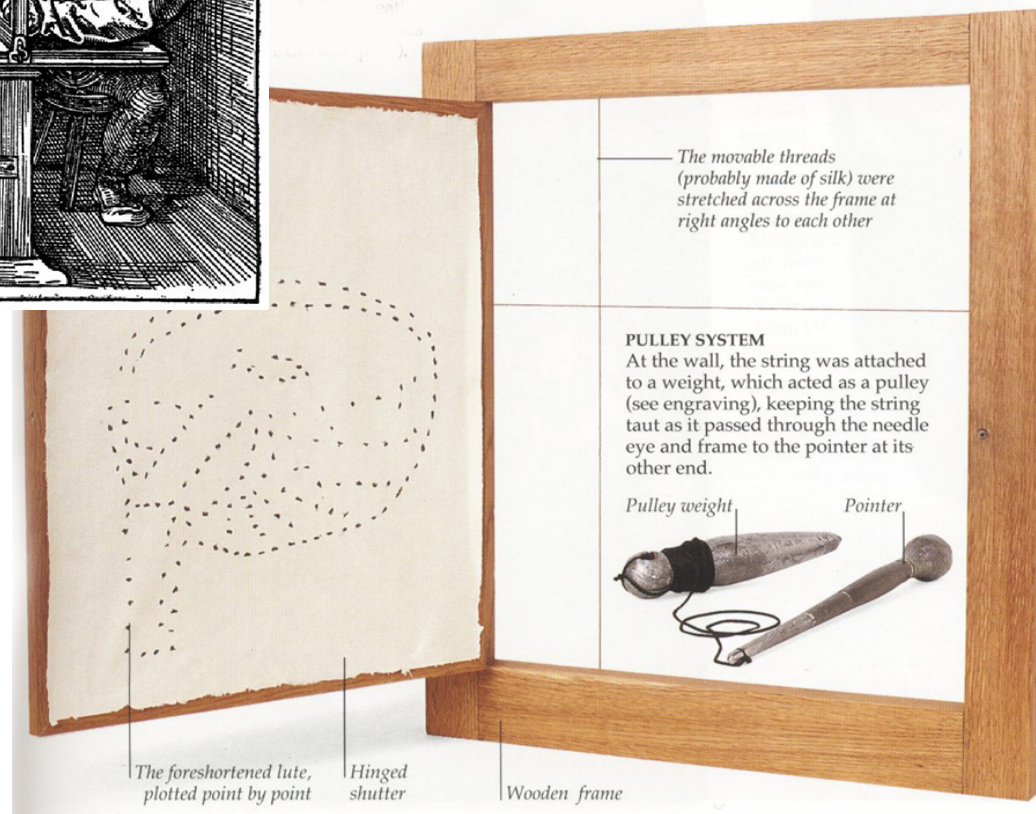 The movable threads
(probably made of silk) were
stretched across the frame at
right angles to each other
PULLEY SYSTEM
At the wall, the string was attached
to a weight, which acted as a pulley
(see engraving), keeping the string
taut as it passed through the needle
eye and frame to the pointer at its
other end.
Pulley weight
Pointer
The foreshortened lute,
plotted point by point
Hinged
shutter
Wooden frame